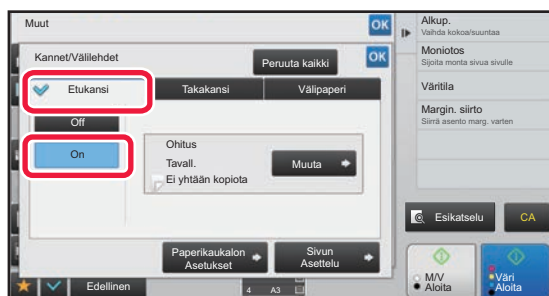 Muut
OK
Kannet/Välilehdet
Peruuta kaikki
OK
Etukansi
Takakansi
Välipaperi
Off
On
Ohitus
Tavall.
Ei yhtään kopiota
Muuta
Paperikaukalon
Asetukset
Sivun
Asettelu
Edellinen
4
A3
Alkup.
Vaihda kokoa/suuntaa
Moniotos
Sijoita monta sivua sivulle
Väritila
Margin. siirto
Siirrä asento marg. varten
Esikatselu
CA
M/V
Aloita
Väri
Aloita